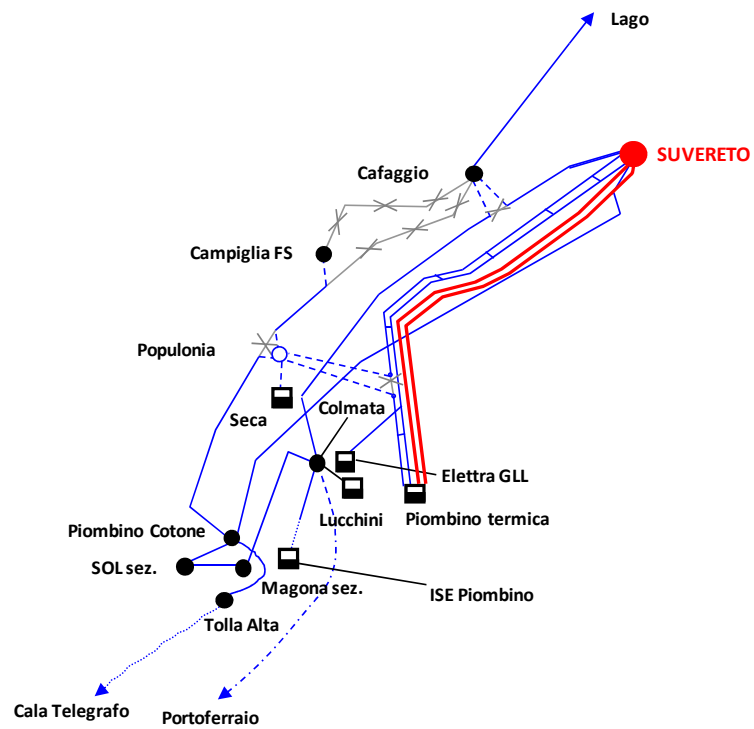 Lago
SUVERETO
Cafaggio
Campiglia FS
Populonia
Seca
Colmata
Elettra GLL
Lucchini
Piombino termica
Piombino Cotone
SOL sez.
Magona sez.
ISE Piombino
Tolla Alta
Cala Telegrafo
Portoferraio